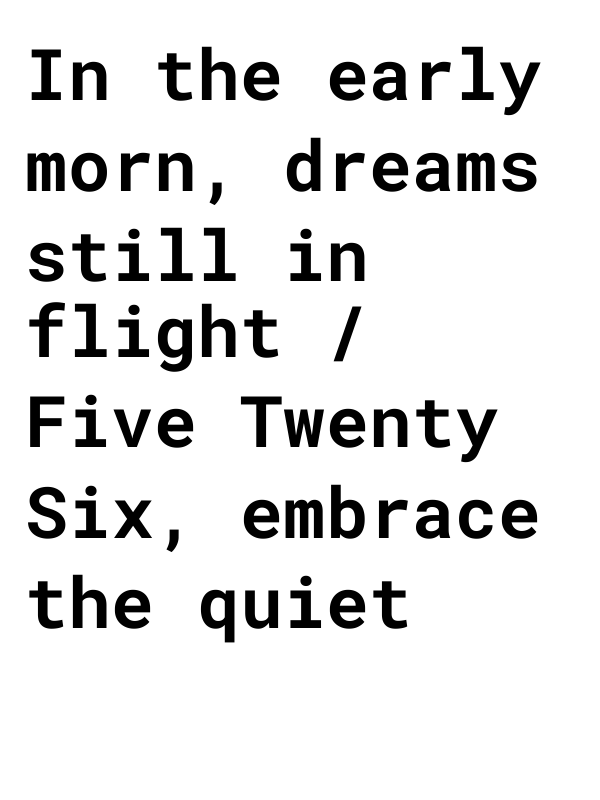 In the early
morn, dreams
still in
flight /
Five Twenty
Six, embrace
the quiet